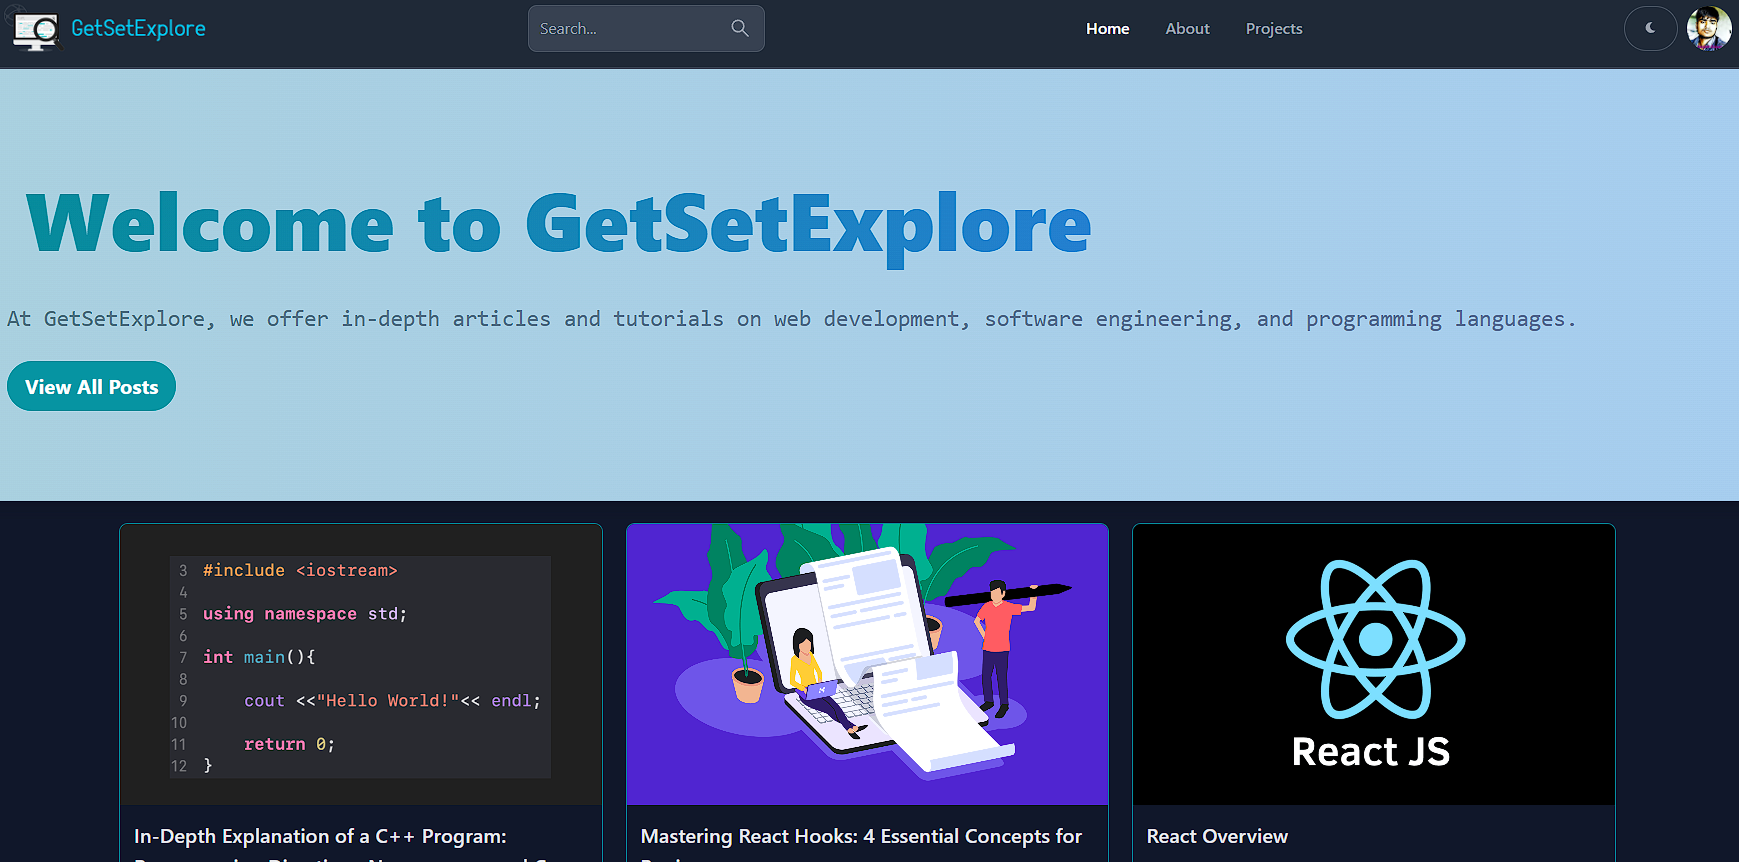 GetSetExplore
Search...
Home
About
Projects
Welcome to GetSetExplore
At GetSetExplore, we offer in-depth articles and tutorials on web development, software engineering, and programming languages.
View All Posts
3 #include <iostream>
4
5 using namespace std;
6
7 int main(){
8
9 cout <<"Hello World!"<< endl;
10
11 return 0;
12 }
React JS
In-Depth Explanation of a C++ Program:
Mastering React Hooks: 4 Essential Concepts for
React Overview